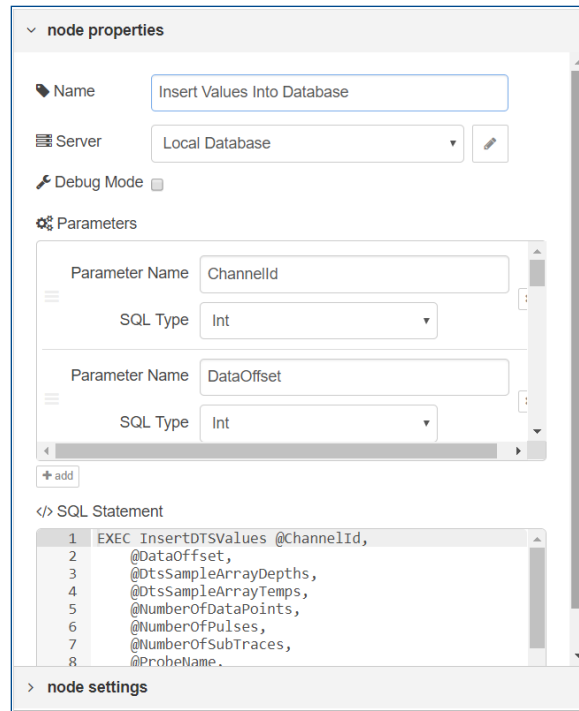 node properties
Name
Insert Values Into Database
Server
Local Database
Debug Mode
Parameters
Parameter Name
ChannelId
SQL Type
Int
Parameter Name
DataOffset
SQL Type
Int
+ add
</> SQL Statement
1 EXEC InsertDTSValues @ChannelId,
2 @DataOffset,
3 @DtsSampleArrayDepths,
4 @DtsSampleArrayTemps,
5 @NumberOfDataPoints,
6 @NumberOfPulses,
7 @NumberOfSubTraces,
8 @ProbeName,
node settings